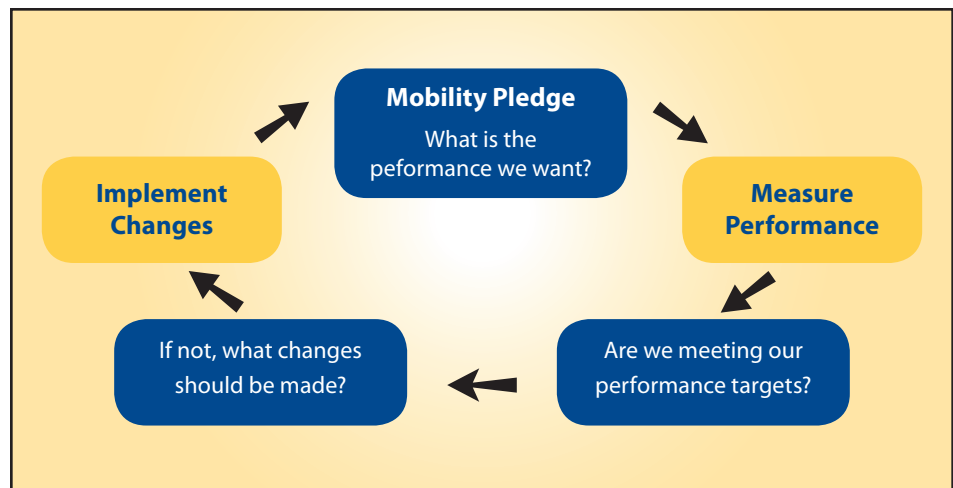 Mobility Pledge
What is the
peformance we want?
Measure
Performance
Are we meeting our
performance targets?
If not, what changes
should be made?
Implement
Changes